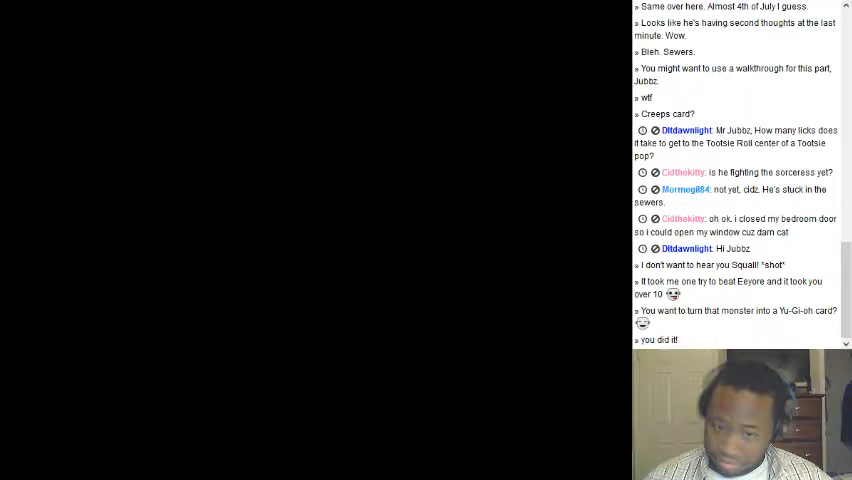 » Same over here. Almost 4th of July I guess.
» Looks like he's having second thoughts at the last
minute. Wow.
» Bleh. Sewers.
» You might want to use a walkthrough for this part,
Jubbz.
» wtf
» Creeps card?
Dltdawnlight: Mr Jubbz, How many licks does
it take to get to the Tootsie Roll center of a Tootsie
pop?
Cidthekitty: is he fighting the sorceress yet?
Mormegil84: not yet, cidz. He's stuck in the
sewers.
Cidthekitty: oh ok. i closed my bedroom door
so i could open my window cuz darn cat
Dltdawnlight: Hi Jubbz
» I don't want to hear you Squall! *shot*
» It took me one try to beat Eeyore and it took you
over 10
» You want to turn that monster into a Yu-Gi-oh card?
» you did it!